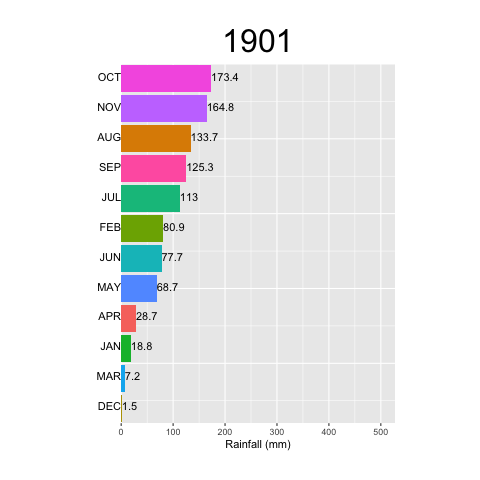 1901
OCT 173.4
NOV 164.8
AUG 133.7
SEP 125.3
JUL 113
FEB 80.9
JUN 77.7
MAY 68.7
APR 28.7
JAN 18.8
MAR 7.2
DEC 1.5
0 100 200 300 400 500
Rainfall (mm)